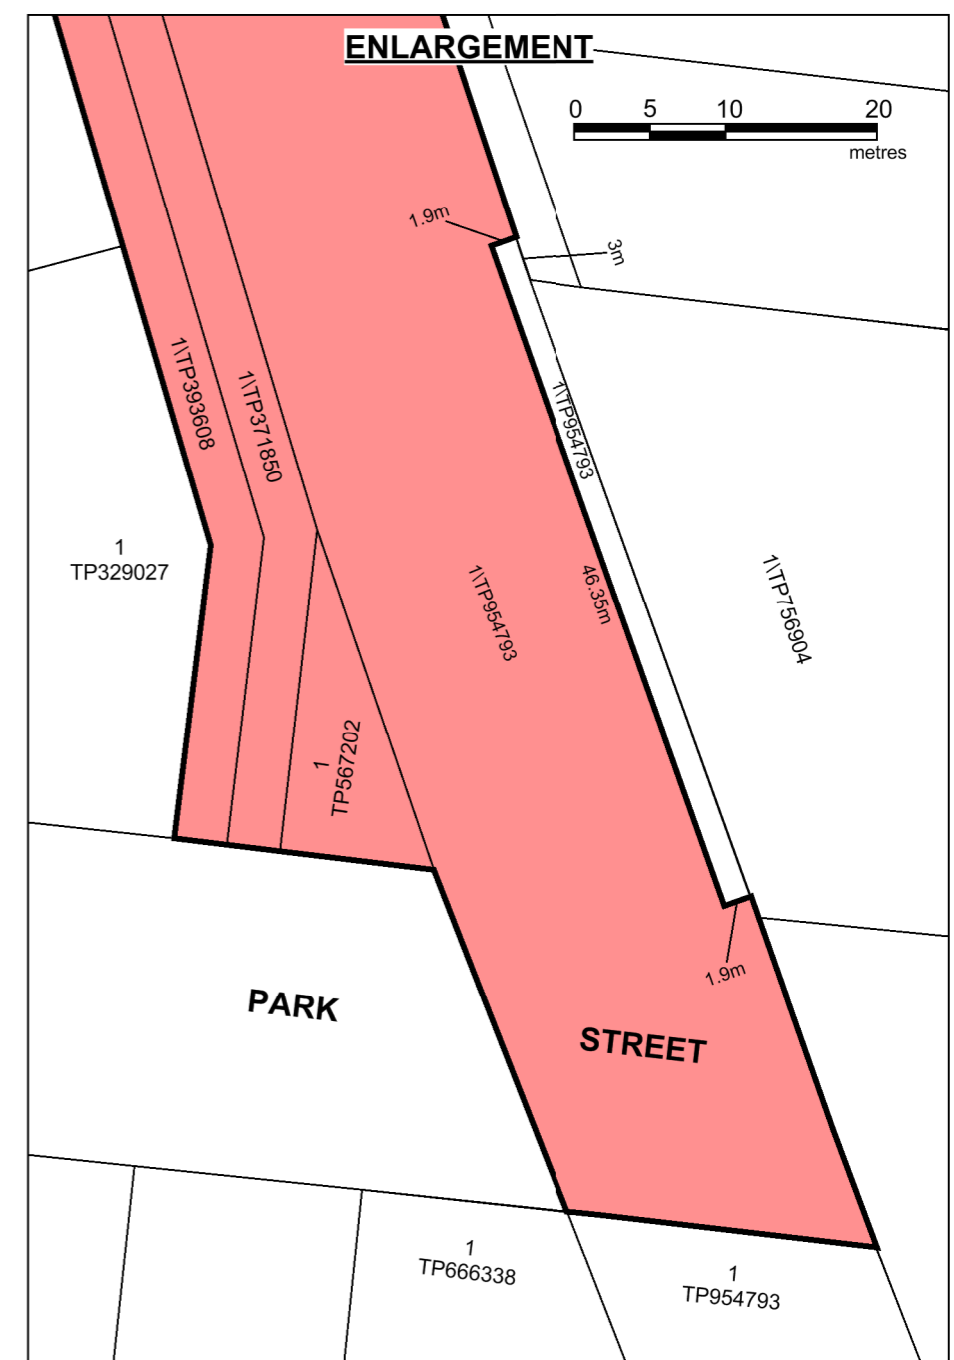 ENLARGEMENT
0 5 10 20
metres
1.9m
3m
1\TP393608
1\TP371850
1\TP954793
1
TP329027
1\TP954793
46.35m
1\TP756904
1
TP567202
1.9m
PARK
STREET
1
TP666338
1
TP954793